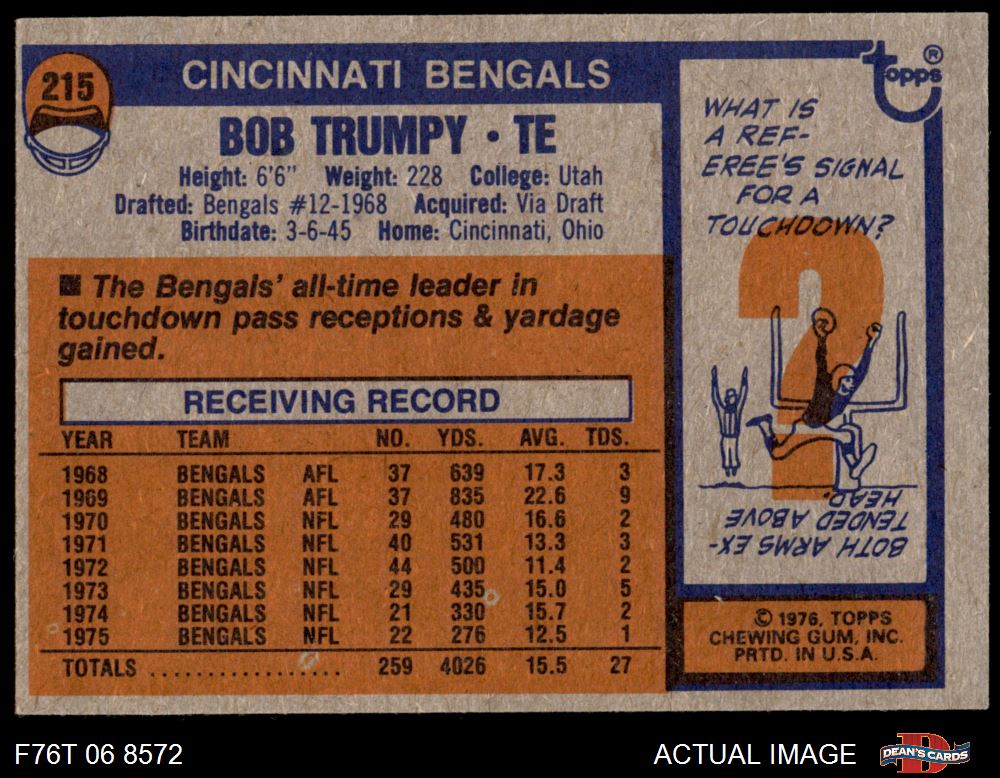 215
CINCINNATI BENGALS
BOB TRUMPY • TE
Height: 6'6" Weight: 228 College: Utah
Drafted: Bengals #12-1968 Acquired: Via Draft
Birthdate: 3-6-45 Home: Cincinnati, Ohio
■ The Bengals' all-time leader in
touchdown pass receptions & yardage
gained.
RECEIVING RECORD
YEAR TEAM NO. YDS. AVG. TDS.
1968 BENGALS AFL 37 639 17.3 3
1969 BENGALS AFL 37 835 22.6 9
1970 BENGALS NFL 29 480 16.6 2
1971 BENGALS NFL 40 531 13.3 3
1972 BENGALS NFL 44 500 11.4 2
1973 BENGALS NFL 29 435 15.0 5
1974 BENGALS NFL 21 330 15.7 2
1975 BENGALS NFL 22 276 12.5 1
TOTALS .................. 259 4026 15.5 27
topps ®
WHAT IS
A REF-
EREE'S SIGNAL
FOR A
TOUCHDOWN?
?
BOTH ARMS EX-
TENDED ABOVE
HEAD.
© 1976, TOPPS
CHEWING GUM, INC.
PRTD. IN U.S.A.
F76T 06 8572
ACTUAL IMAGE
D
DEAN'S CARDS